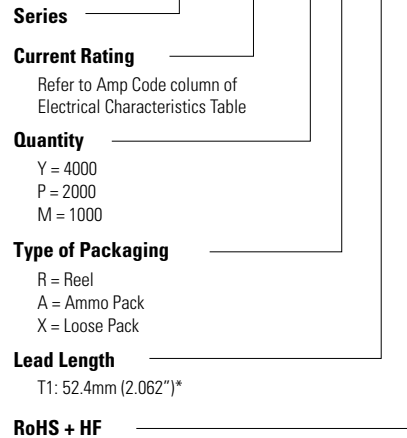 Series
Current Rating
Refer to Amp Code column of
Electrical Characteristics Table
Quantity
Y = 4000
P = 2000
M = 1000
Type of Packaging
R = Reel
A = Ammo Pack
X = Loose Pack
Lead Length
T1: 52.4mm (2.062”)*
RoHS + HF